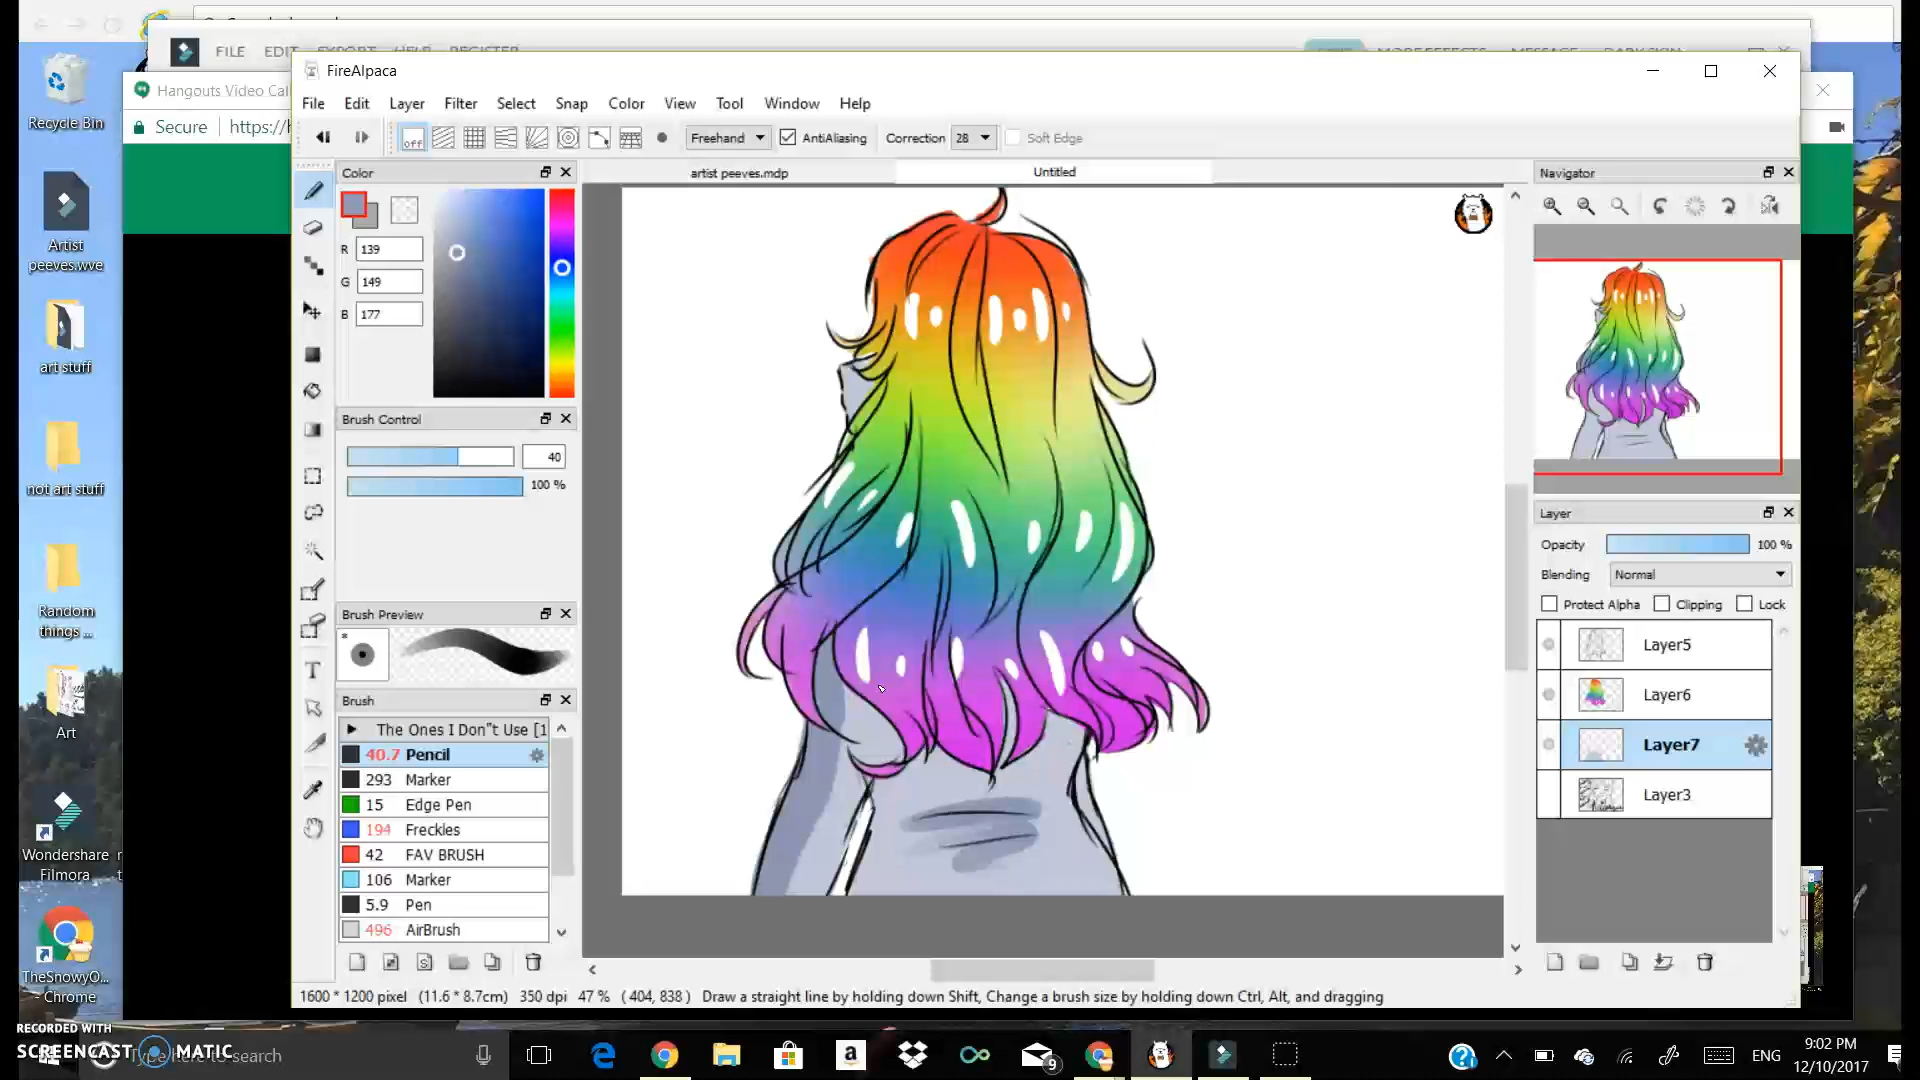 FILE EDIT EXPORT HELP REGISTER MORE EFFECTS MESSAGE DARK SKIN
FireAlpaca
Hangouts Video Cal
Secure https://h
File Edit Layer Filter Select Snap Color View Tool Window Help
off Freehand AntiAliasing Correction 28 Soft Edge
Recycle Bin
Artist
peeves.wve
art stuff
not art stuff
Random
things ...
Art
Wondershare
Filmora
TheSnowyO...
- Chrome
Color
R 139
G 149
B 177
Brush Control
40
100 %
Brush Preview
Brush
The Ones I Don"t Use [1
40.7 Pencil
293 Marker
15 Edge Pen
194 Freckles
42 FAV BRUSH
106 Marker
5.9 Pen
496 AirBrush
artist peeves.mdp Untitled
Navigator
Layer
Opacity 100 %
Blending Normal
Protect Alpha Clipping Lock
Layer5
Layer6
Layer7
Layer3
1600 * 1200 pixel (11.6 * 8.7cm) 350 dpi 47 % ( 404, 838 ) Draw a straight line by holding down Shift, Change a brush size by holding down Ctrl, Alt, and dragging
RECORDED WITH
SCREENCAST MATIC
Type here to search
9
ENG
9:02 PM
12/10/2017